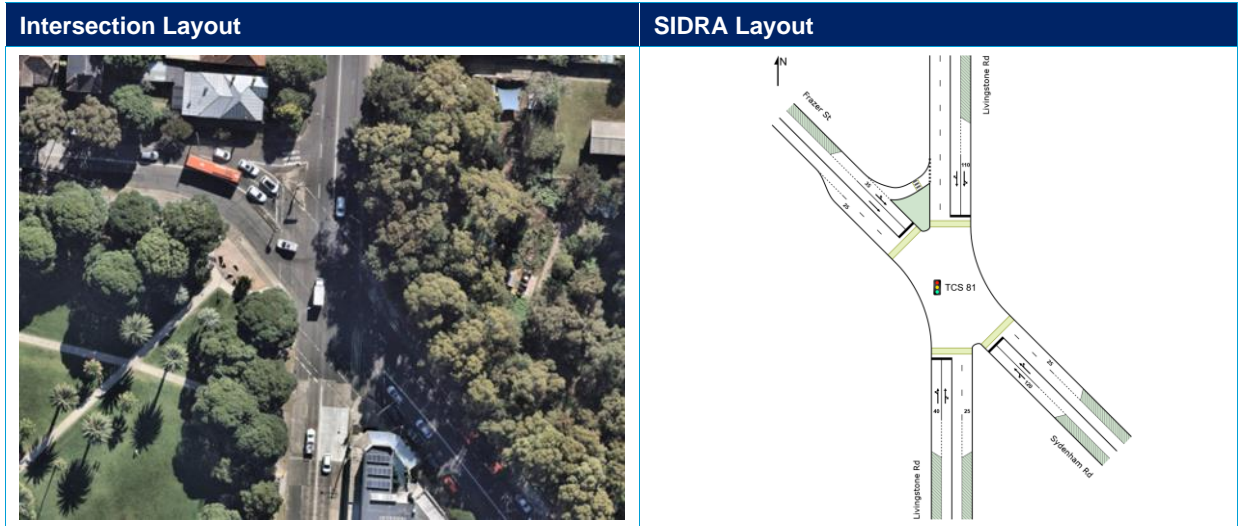 Intersection Layout
SIDRA Layout
N
Livingstone Rd
Frazer St
110
35
25
TCS 81
25
120
40
25
Sydenham Rd
Livingstone Rd